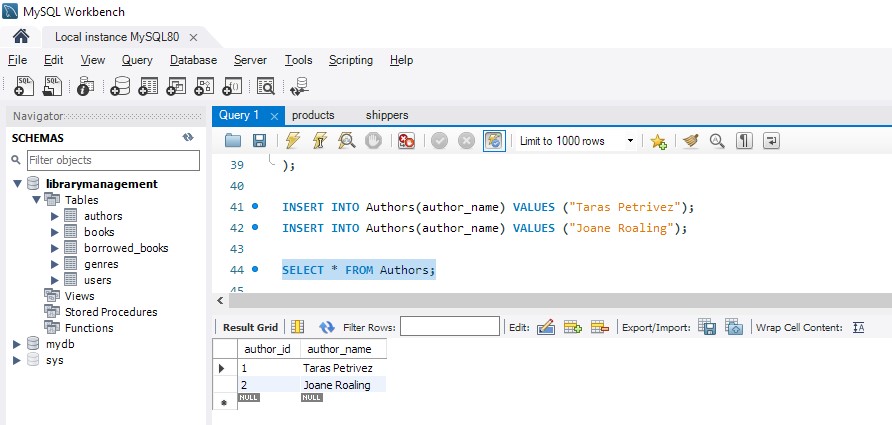 MySQL Workbench
Local instance MySQL80 ×
File Edit View Query Database Server Tools Scripting Help
Navigator
SCHEMAS
Filter objects
librarymanagement
Tables
authors
books
borrowed_books
genres
users
Views
Stored Procedures
Functions
mydb
sys
Query 1 × products shippers
Limit to 1000 rows
39 );
40
41 INSERT INTO Authors(author_name) VALUES ("Taras Petrivez");
42 INSERT INTO Authors(author_name) VALUES ("Joane Roaling");
43
44 SELECT * FROM Authors;
45
Result Grid Filter Rows: Edit: Export/Import: Wrap Cell Content: IA
author_id author_name
1 Taras Petrivez
2 Joane Roaling
NULL NULL